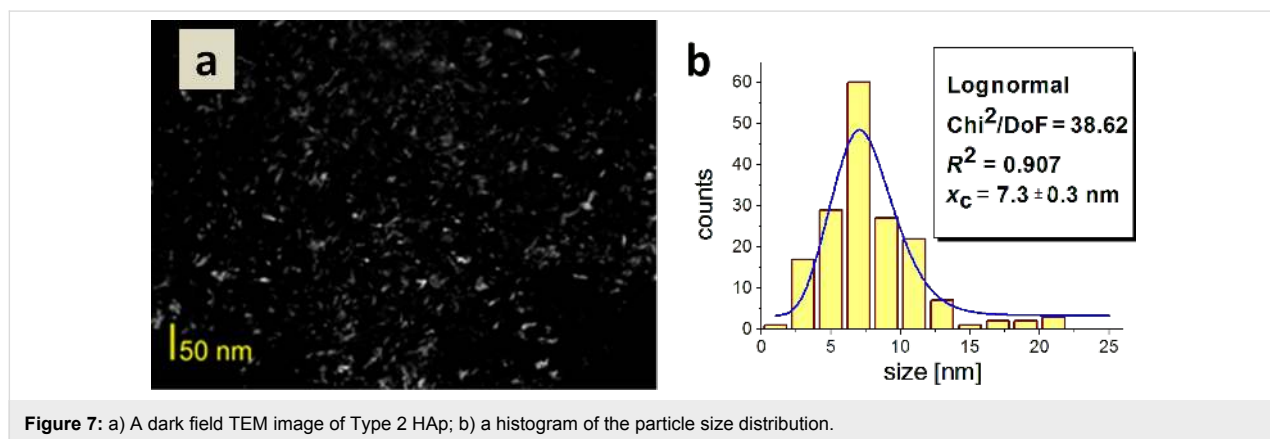 a
50 nm
b
counts
60
50
40
30
20
10
0
0 5 10 15 20 25
size [nm]
Lognormal
Chi²/DoF = 38.62
R² = 0.907
x_c = 7.3 ± 0.3 nm
Figure 7: a) A dark field TEM image of Type 2 HAp; b) a histogram of the particle size distribution.